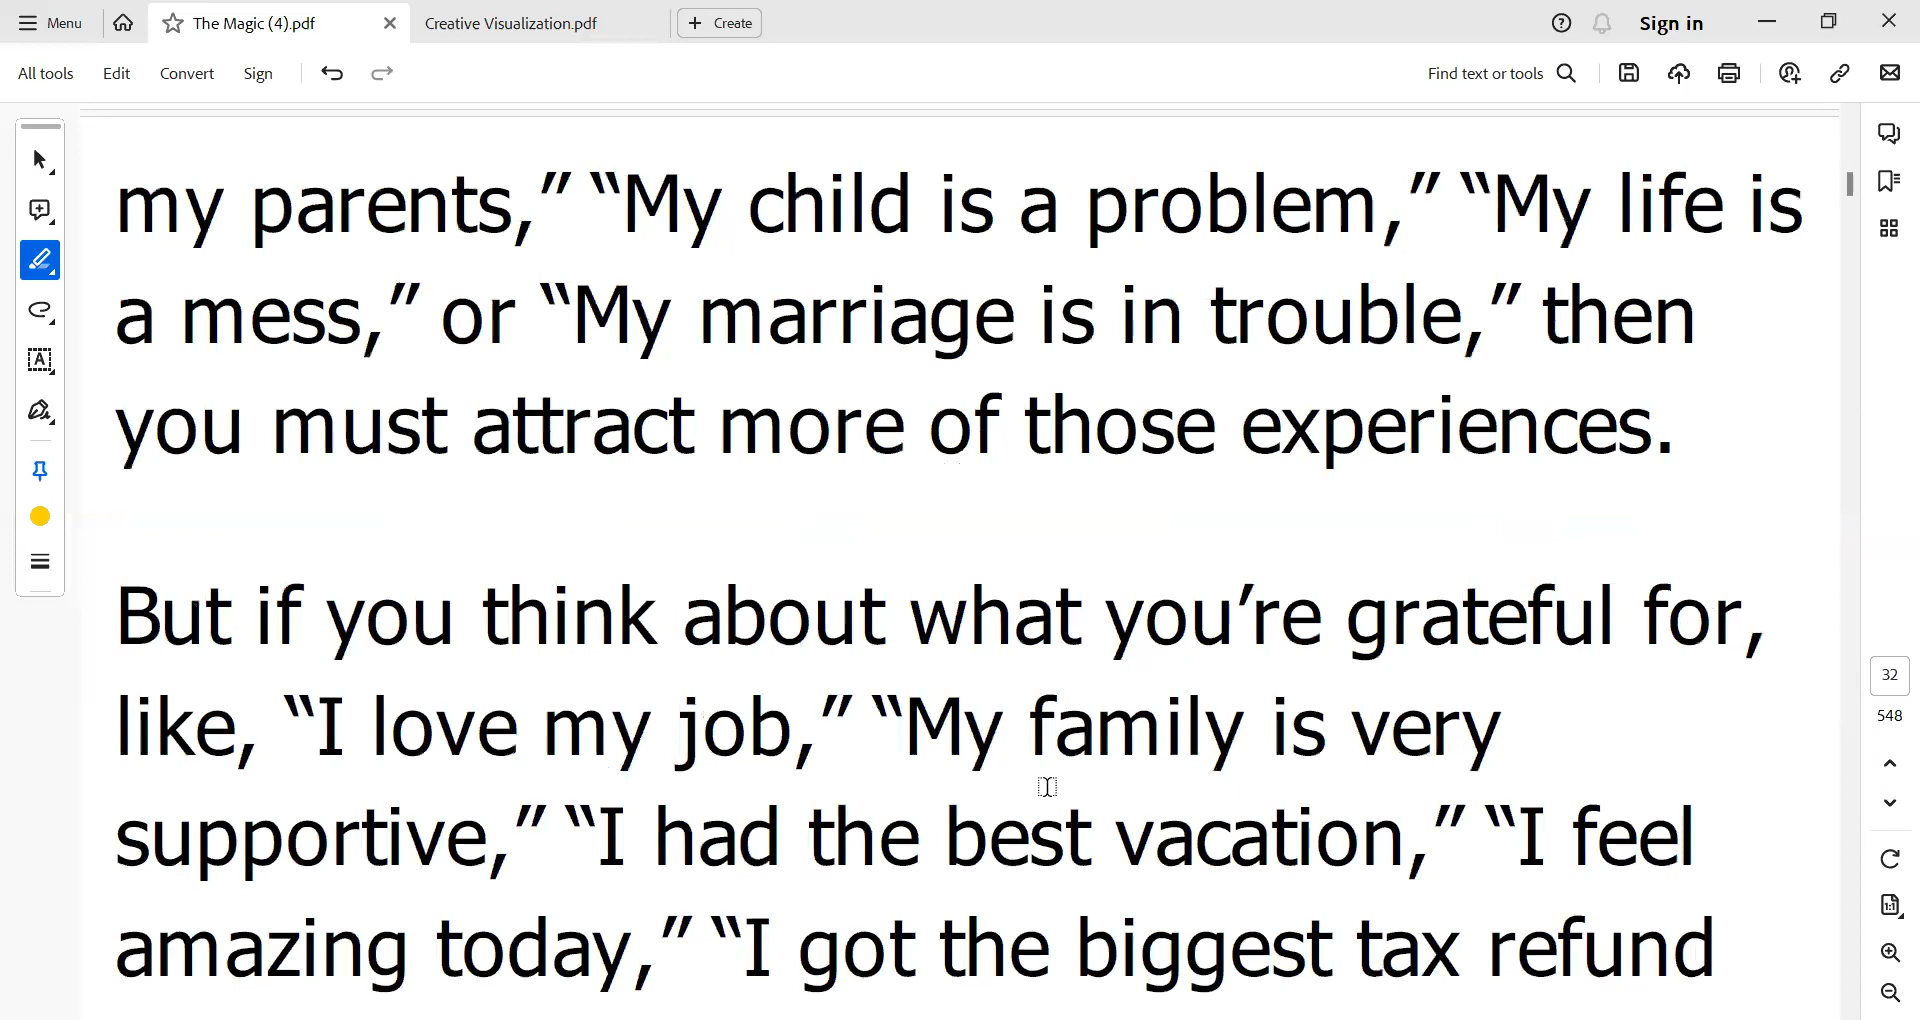 Menu
The Magic (4).pdf
Creative Visualization.pdf
Create
Sign in
All tools
Edit
Convert
Sign
Find text or tools
my parents,” “My child is a problem,” “My life is
a mess,” or “My marriage is in trouble,” then
you must attract more of those experiences.
But if you think about what you’re grateful for,
like, “I love my job,” “My family is very
supportive,” “I had the best vacation,” “I feel
amazing today,” “I got the biggest tax refund
32
548